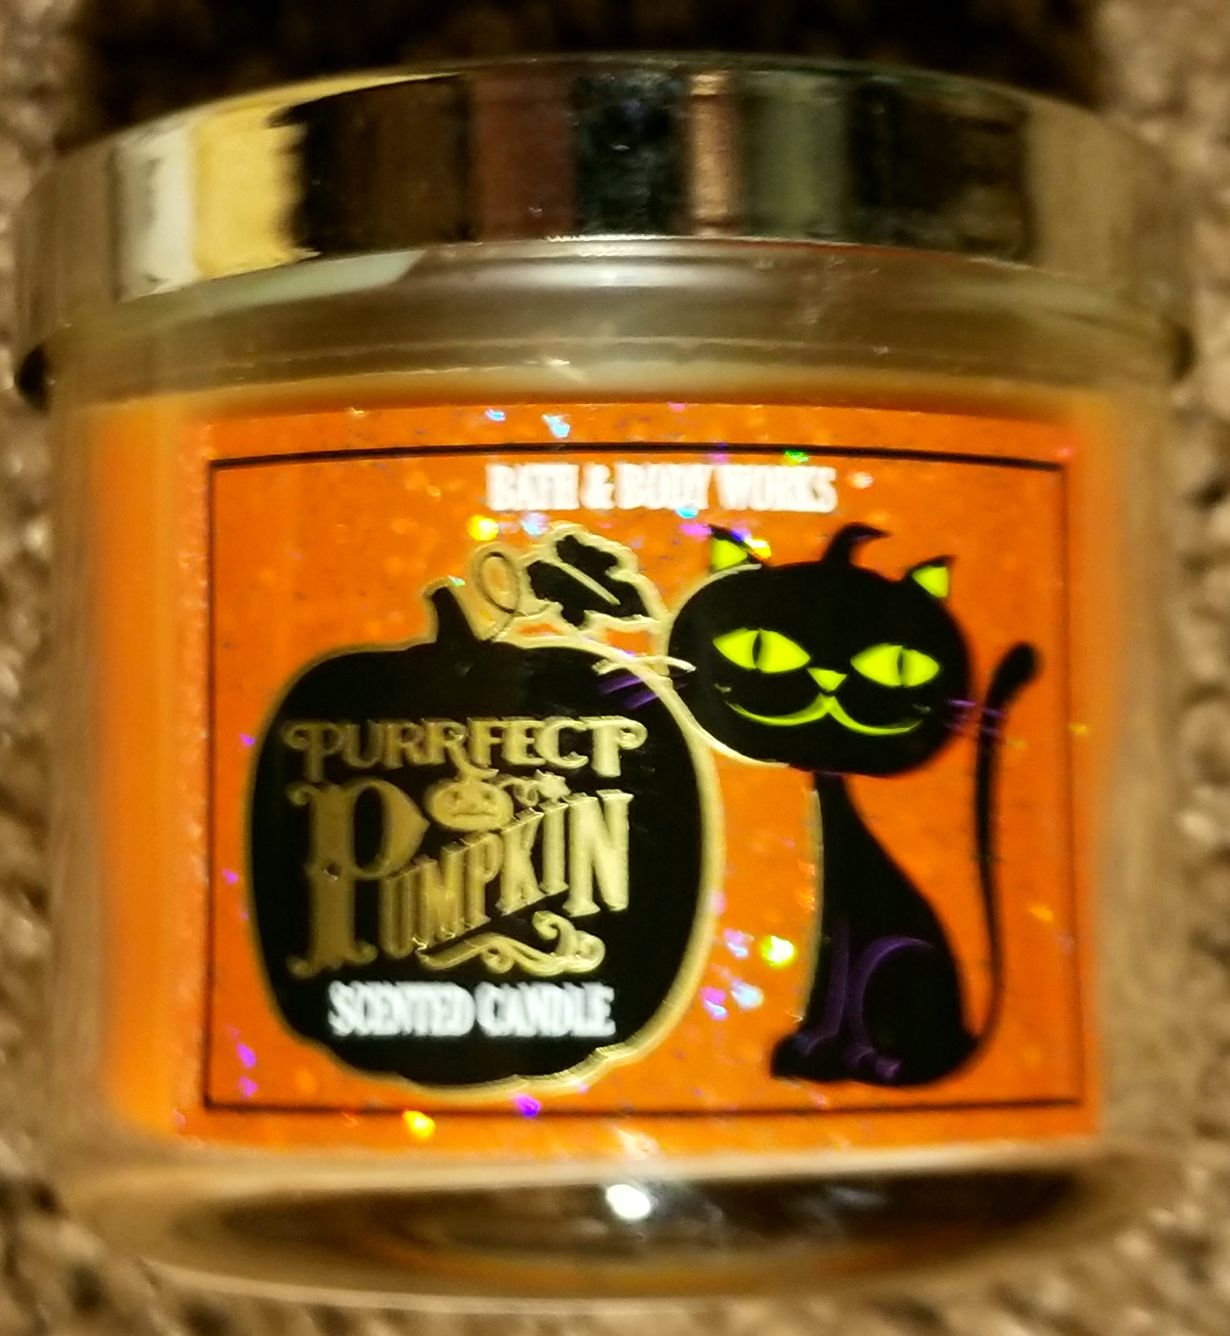 BATH & BODY WORKS
PURRFECT
PUMPKIN
SCENTED CANDLE